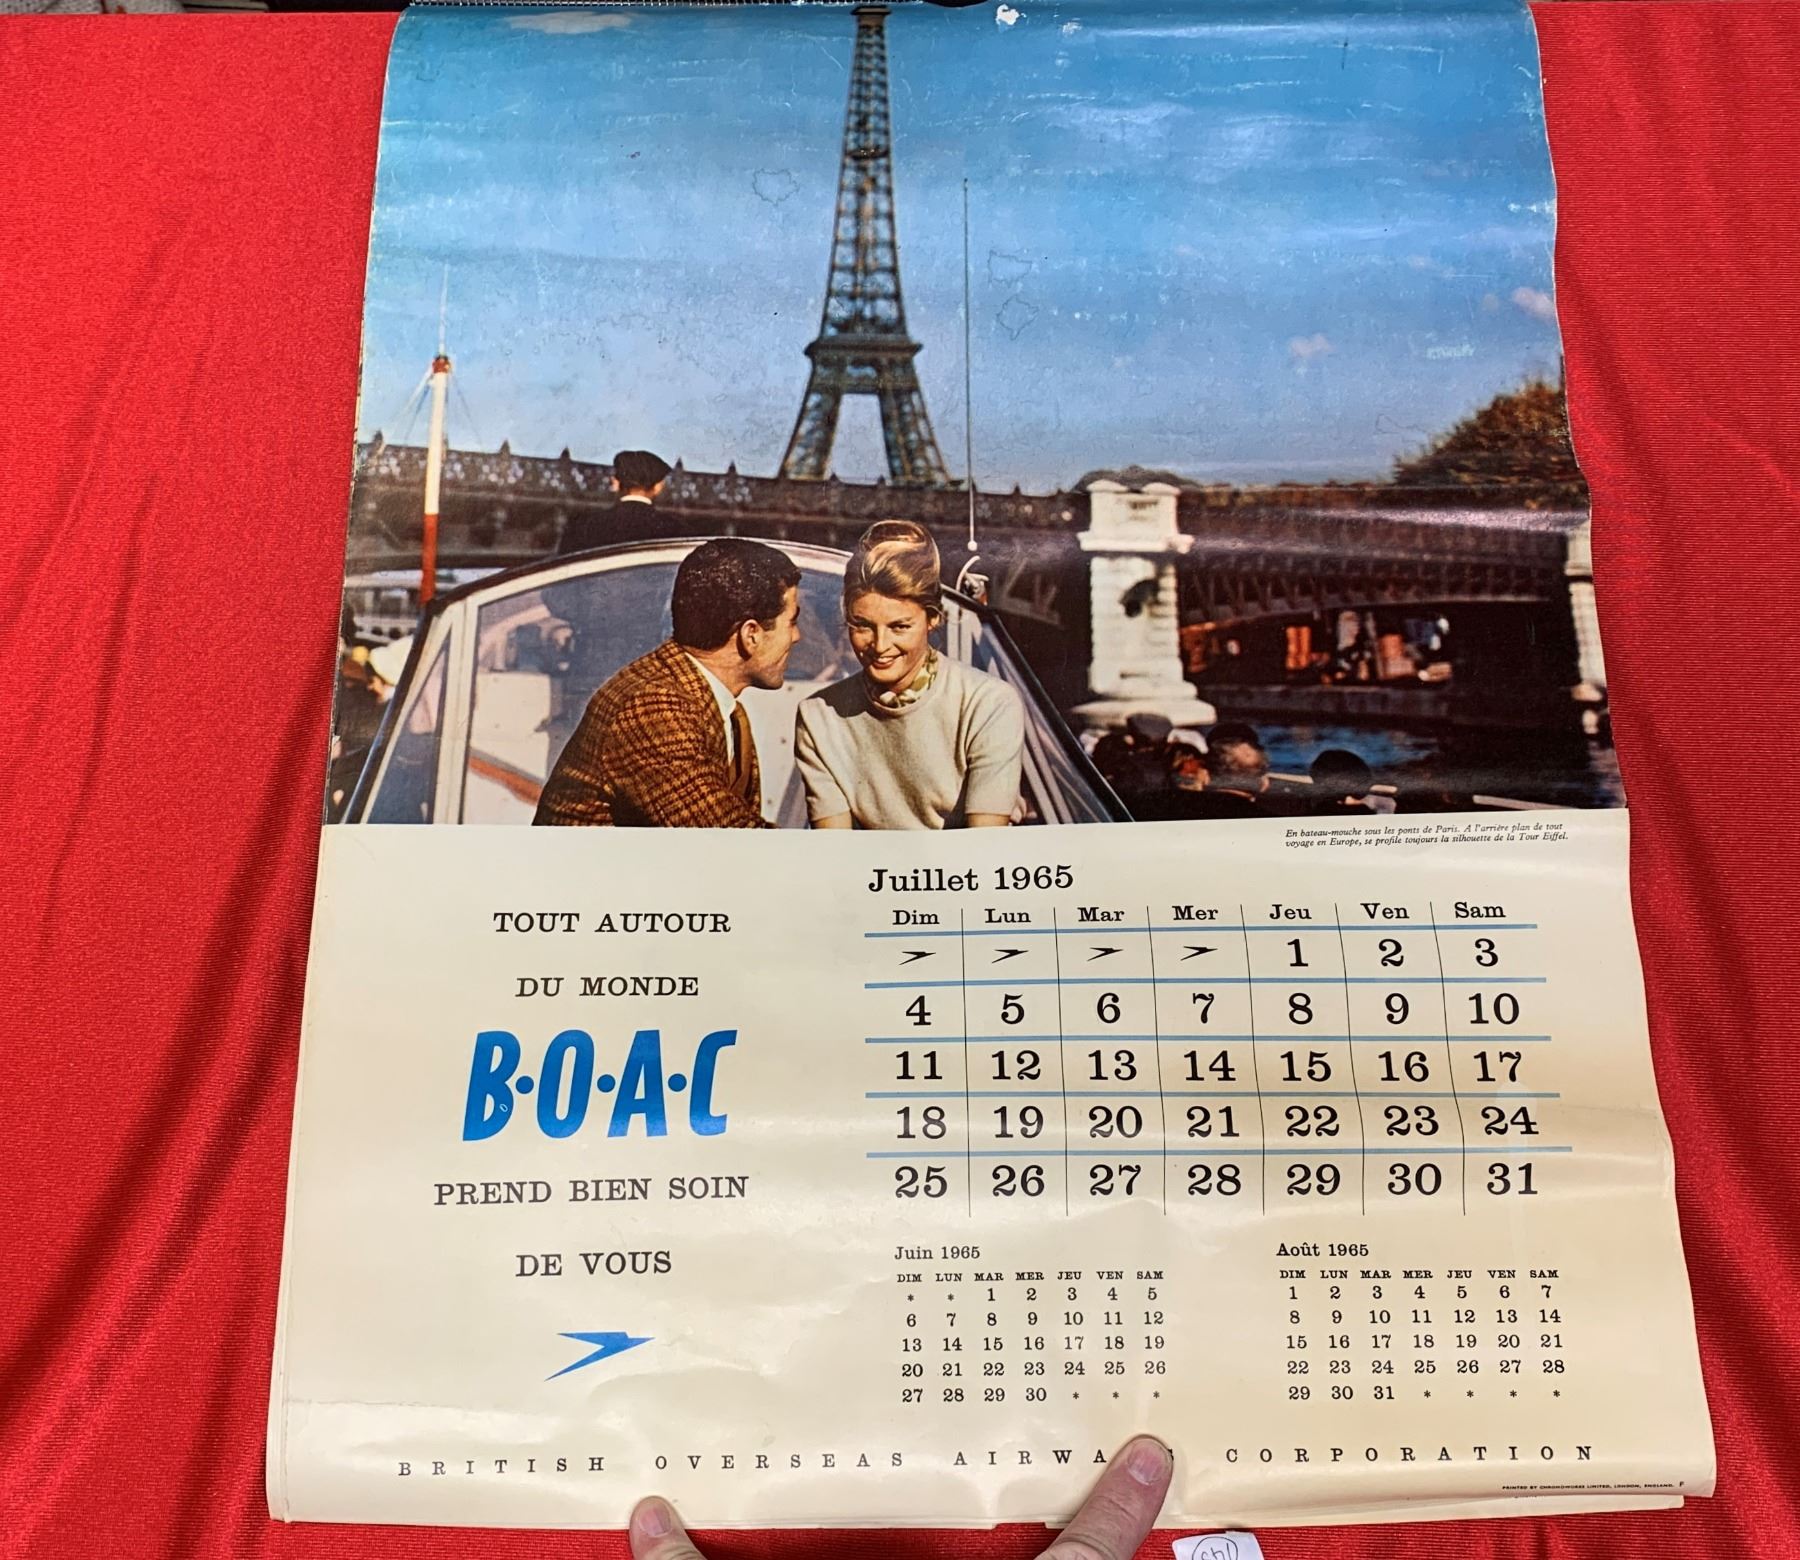 En bateau-mouche sous les ponts de Paris. A l'arrière plan de tout
voyage en Europe, se profile toujours la silhouette de la Tour Eiffel.
TOUT AUTOUR
DU MONDE
B·O·A·C
PREND BIEN SOIN
DE VOUS
Juillet 1965
Dim Lun Mar Mer Jeu Ven Sam
1 2 3
4 5 6 7 8 9 10
11 12 13 14 15 16 17
18 19 20 21 22 23 24
25 26 27 28 29 30 31
Juin 1965
DIM LUN MAR MER JEU VEN SAM
* * 1 2 3 4 5
6 7 8 9 10 11 12
13 14 15 16 17 18 19
20 21 22 23 24 25 26
27 28 29 30 * * *
Août 1965
DIM LUN MAR MER JEU VEN SAM
1 2 3 4 5 6 7
8 9 10 11 12 13 14
15 16 17 18 19 20 21
22 23 24 25 26 27 28
29 30 31 * * * *
BRITISH OVERSEAS AIRWAYS CORPORATION
PRINTED BY CHROMOWORKS LIMITED, LONDON, ENGLAND. F